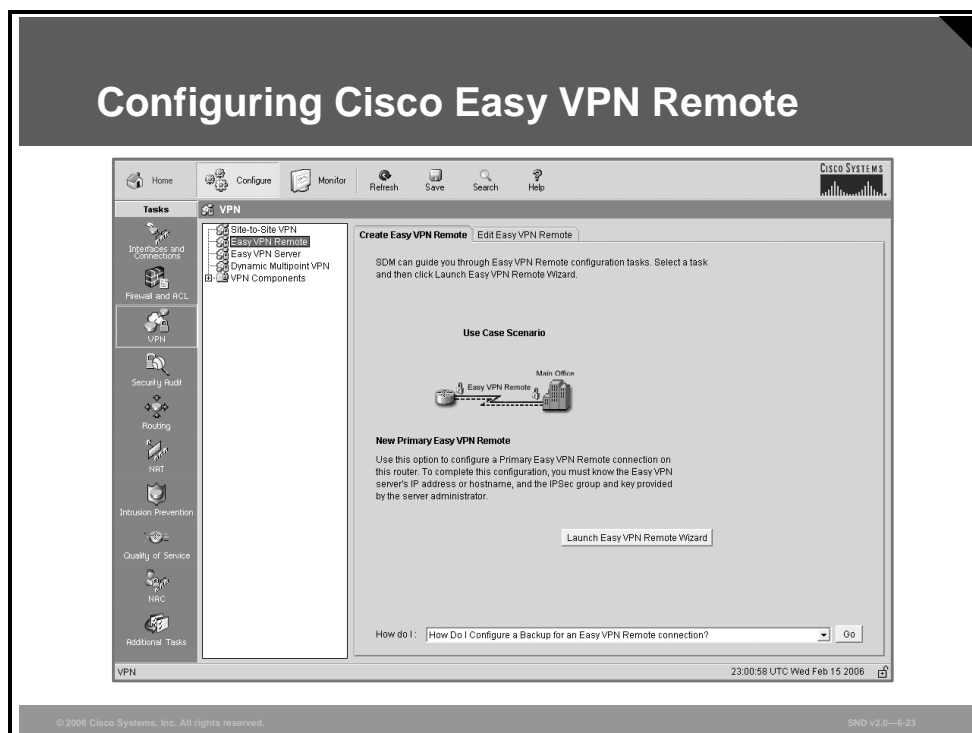 Configuring Cisco Easy VPN Remote
Home
Configure
Monitor
Refresh
Save
Search
Help
CISCO SYSTEMS
Tasks
VPN
Interfaces and
Connections
Firewall and ACL
VPN
Security Audit
Routing
NAT
Intrusion Prevention
Quality of Service
NAC
Additional Tasks
Site-to-Site VPN
Easy VPN Remote
Easy VPN Server
Dynamic Multipoint VPN
VPN Components
Create Easy VPN Remote
Edit Easy VPN Remote
SDM can guide you through Easy VPN Remote configuration tasks. Select a task
and then click Launch Easy VPN Remote Wizard.
Use Case Scenario
Main Office
Easy VPN Remote
New Primary Easy VPN Remote
Use this option to configure a Primary Easy VPN Remote connection on
this router. To complete this configuration, you must know the Easy VPN
server's IP address or hostname, and the IPSec group and key provided
by the server administrator.
Launch Easy VPN Remote Wizard
How do I :
How Do I Configure a Backup for an Easy VPN Remote connection?
Go
VPN
23:00:58 UTC Wed Feb 15 2006
© 2006 Cisco Systems, Inc. All rights reserved.
SND v2.0—6-23